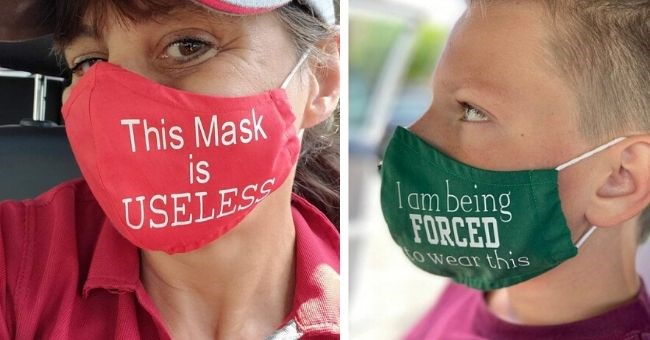 This Mask
is
USELESS
I am being
FORCED
to wear this